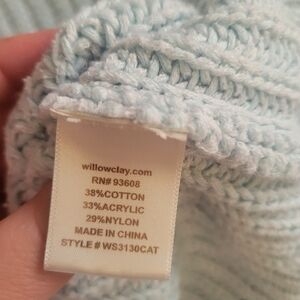 willowclay.com
RN# 93608
38%COTTON
33%ACRYLIC
29%NYLON
MADE IN CHINA
STYLE # WS3130CAT